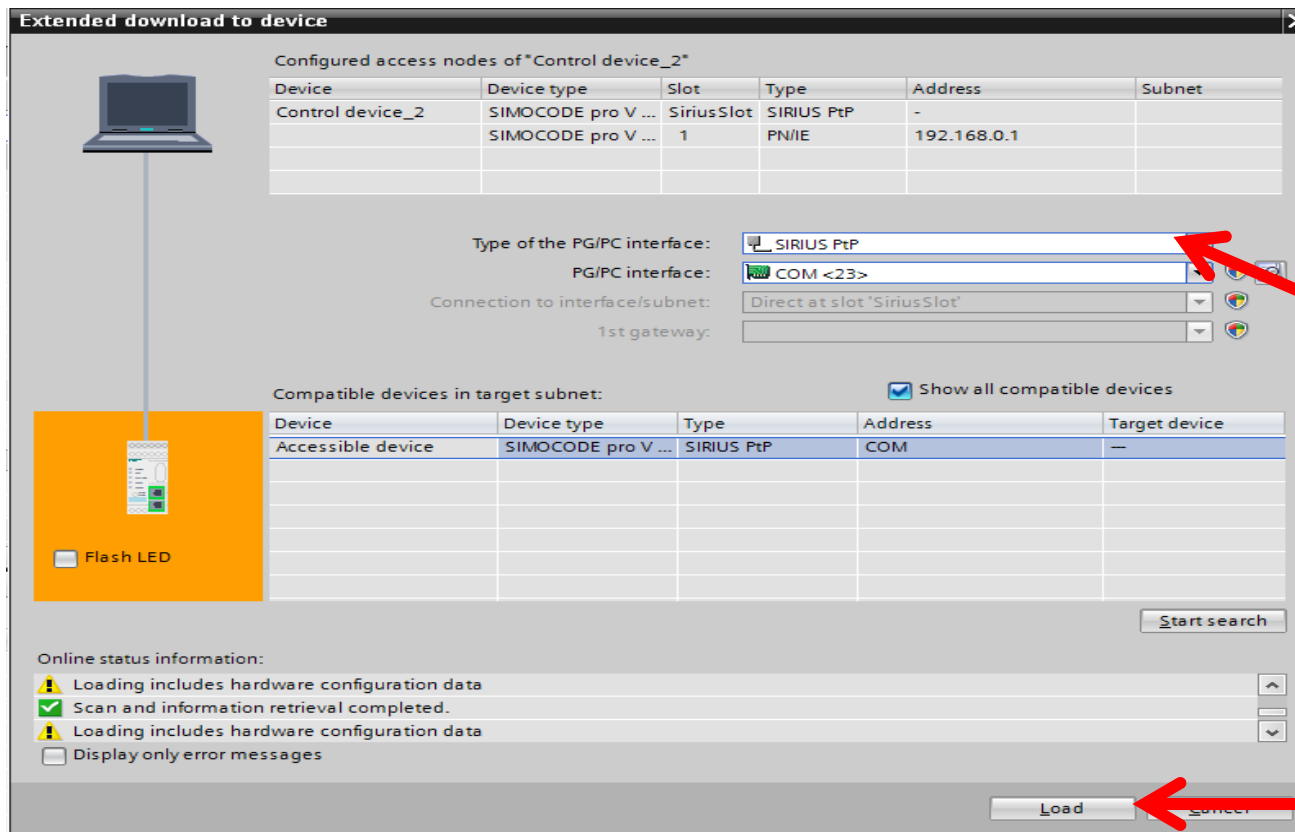 Extended download to device
Configured access nodes of "Control device_2"
Device Device type Slot Type Address Subnet
Control device_2 SIMOCODE pro V ... SiriusSlot SIRIUS PtP -
SIMOCODE pro V ... 1 PN/IE 192.168.0.1
Type of the PG/PC interface: SIRIUS PtP
PG/PC interface: COM <23>
Connection to interface/subnet: Direct at slot 'SiriusSlot'
1st gateway:
Compatible devices in target subnet: Show all compatible devices
Device Device type Type Address Target device
Accessible device SIMOCODE pro V ... SIRIUS PtP COM —
Flash LED
Start search
Online status information:
Loading includes hardware configuration data
Scan and information retrieval completed.
Loading includes hardware configuration data
Display only error messages
Load Cancel